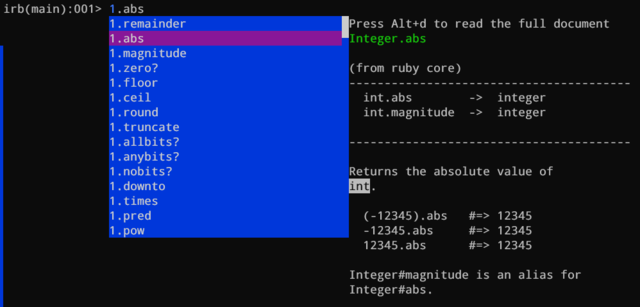 irb(main):001> 1.abs
1.remainder
1.abs
1.magnitude
1.zero?
1.floor
1.ceil
1.round
1.truncate
1.allbits?
1.anybits?
1.nobits?
1.downto
1.times
1.pred
1.pow
Press Alt+d to read the full document
Integer.abs
(from ruby core)
---------------------------------------
int.abs -> integer
int.magnitude -> integer
---------------------------------------
Returns the absolute value of
int.
(-12345).abs #=> 12345
-12345.abs #=> 12345
12345.abs #=> 12345
Integer#magnitude is an alias for
Integer#abs.